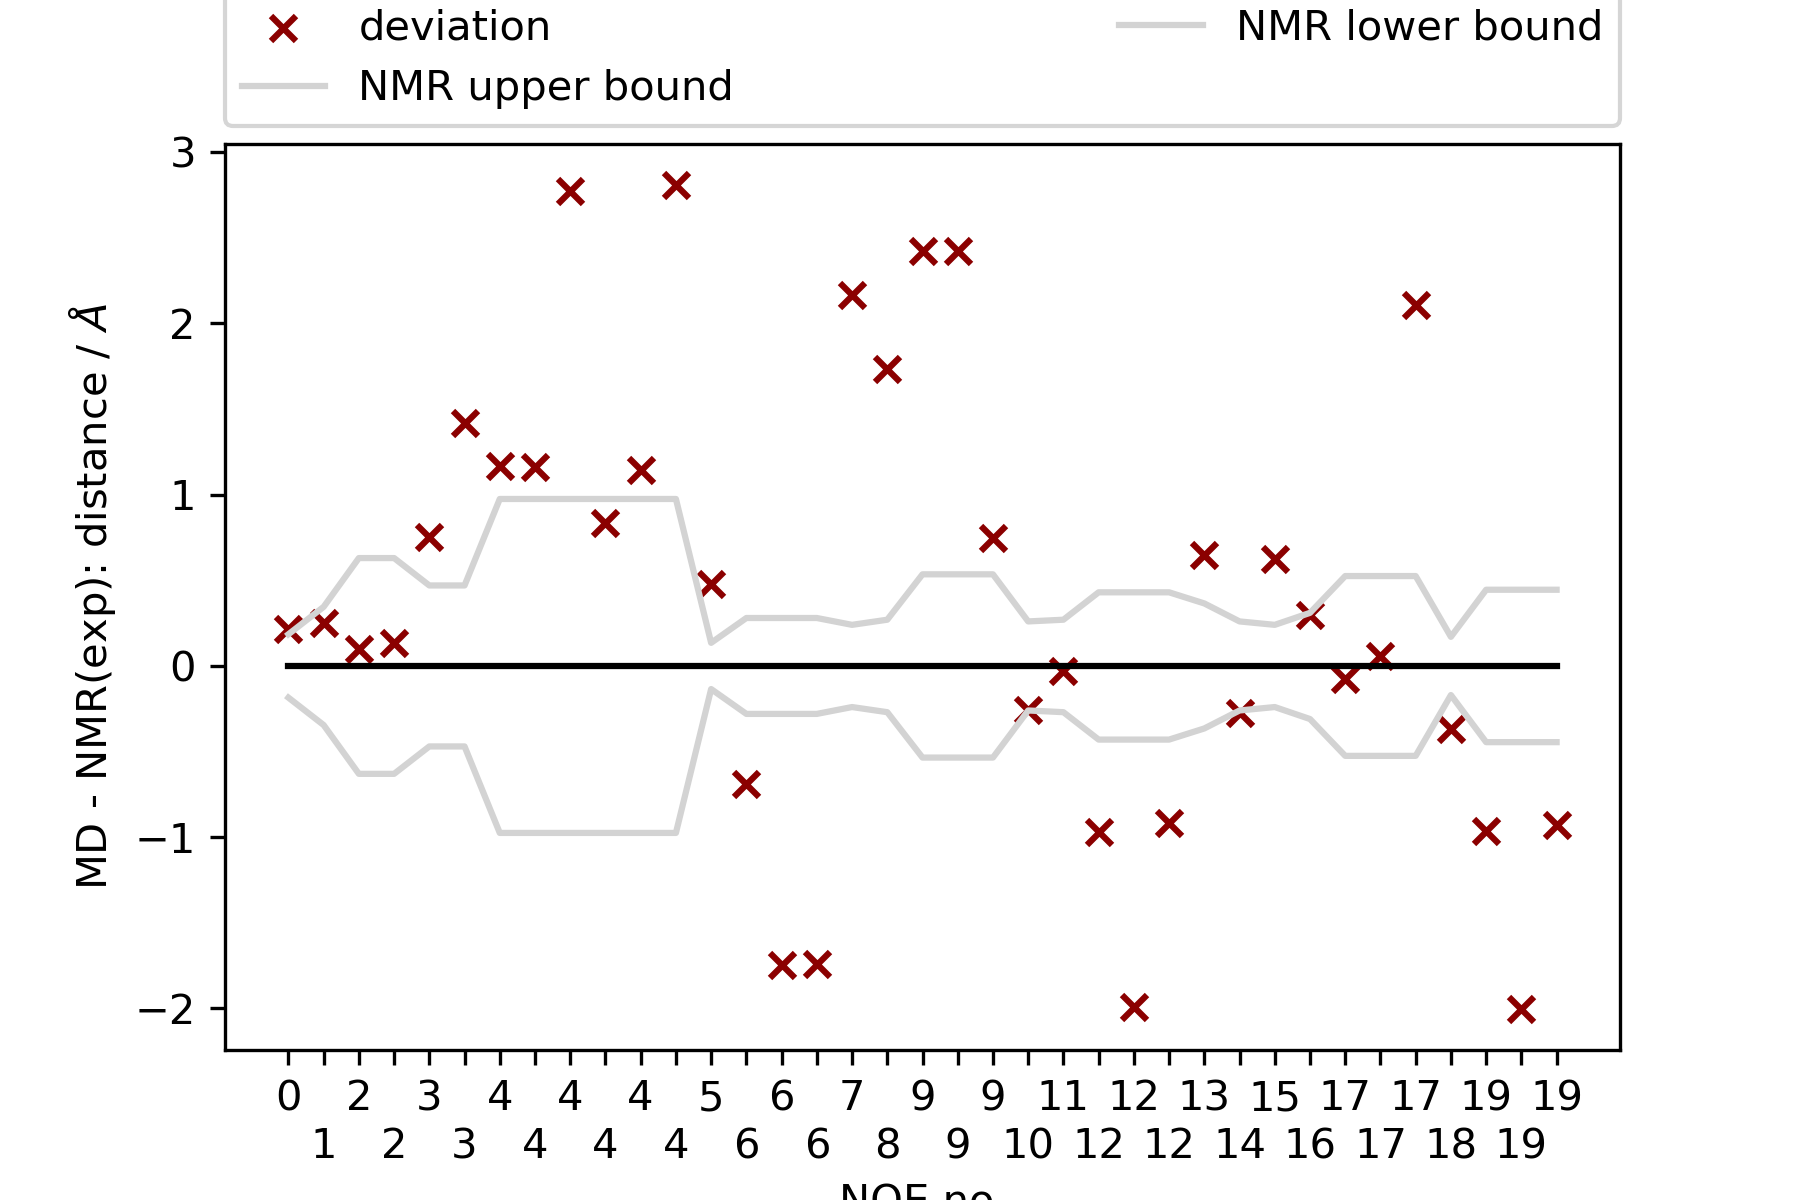 deviation
NMR upper bound
NMR lower bound
3
2
1
0
−1
−2
MD - NMR(exp): distance / Å
0 2 3 4 4 4 5 6 7 9 9 11 12 13 15 17 17 19 19
1 2 3 4 4 4 6 6 8 9 10 12 12 14 16 17 18 19
NOE no